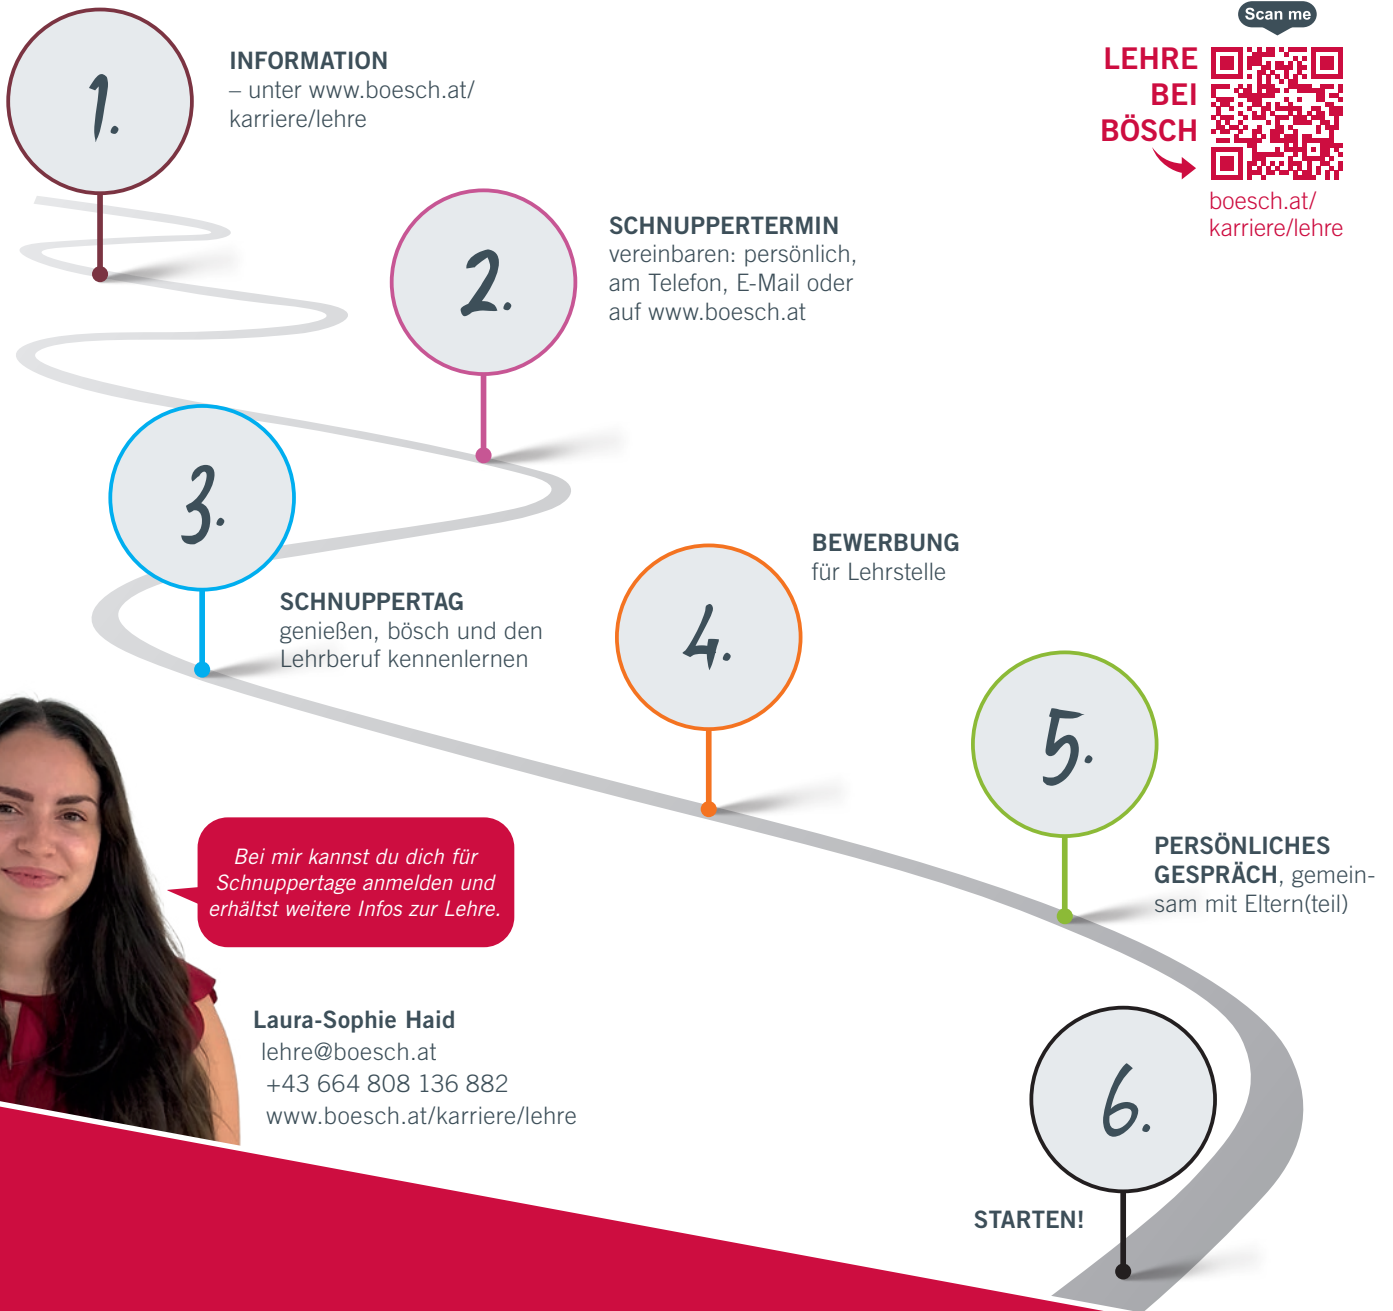 1.
INFORMATION
– unter www.boesch.at/
karriere/lehre
Scan me
LEHRE
BEI
BÖSCH
boesch.at/
karriere/lehre
2.
SCHNUPPERTERMIN
vereinbaren: persönlich,
am Telefon, E-Mail oder
auf www.boesch.at
3.
SCHNUPPERTAG
genießen, bösch und den
Lehrberuf kennenlernen
4.
BEWERBUNG
für Lehrstelle
5.
PERSÖNLICHES
GESPRÄCH, gemein-
sam mit Eltern(teil)
Bei mir kannst du dich für
Schnuppertage anmelden und
erhältst weitere Infos zur Lehre.
Laura-Sophie Haid
lehre@boesch.at
+43 664 808 136 882
www.boesch.at/karriere/lehre
6.
STARTEN!